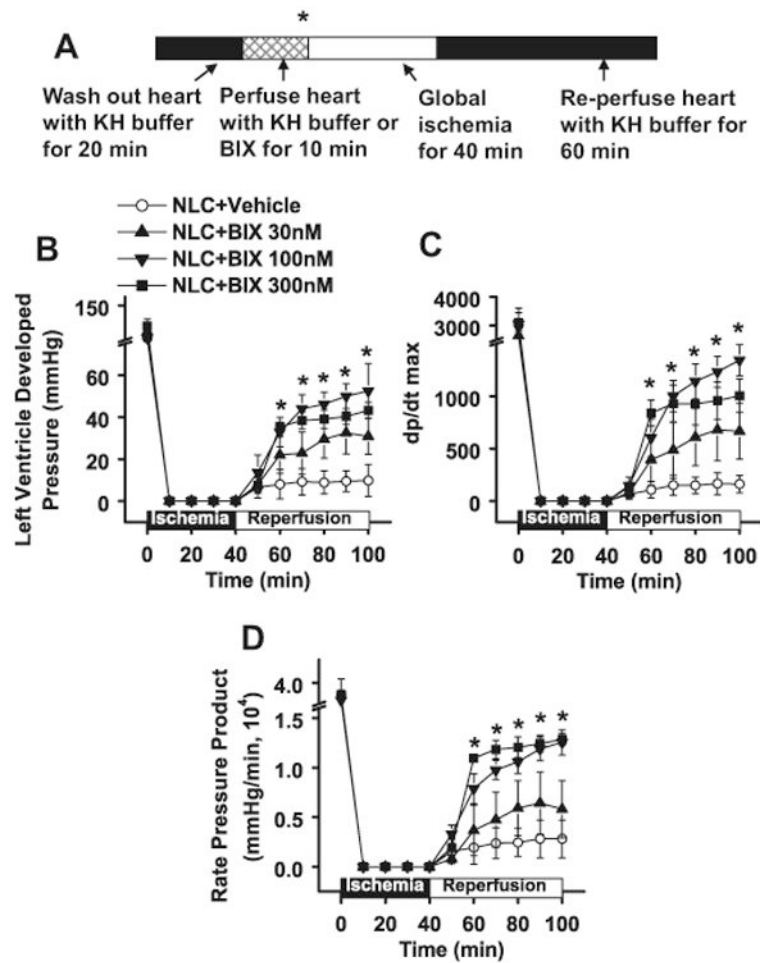 *
A
Wash out heart with KH buffer for 20 min
Perfuse heart with KH buffer or BIX for 10 min
Global ischemia for 40 min
Re-perfuse heart with KH buffer for 60 min
NLC+Vehicle
NLC+BIX 30nM
NLC+BIX 100nM
NLC+BIX 300nM
B
Left Ventricle Developed
Pressure (mmHg)
150
60
40
20
0
* * * * *
Ischemia Reperfusion
0 20 40 60 80 100
Time (min)
C
dp/dt max
4000
3000
1000
500
0
* * * * *
Ischemia Reperfusion
0 20 40 60 80 100
Time (min)
D
Rate Pressure Product
(mmHg/min, 10⁴)
4.0
1.5
1.0
0.5
0.0
* * * * *
Ischemia Reperfusion
0 20 40 60 80 100
Time (min)